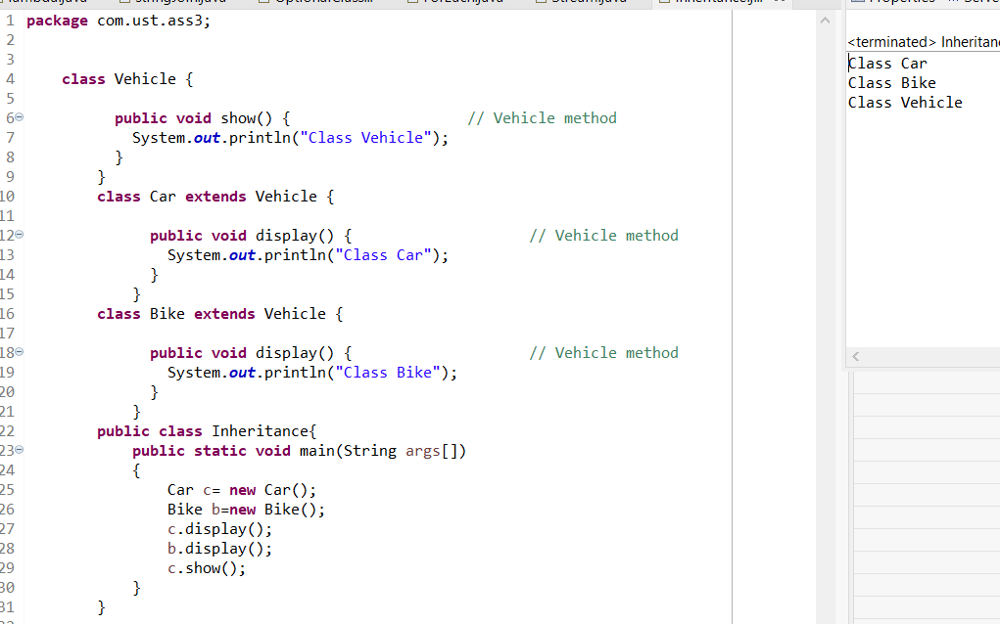 package com.ust.ass3;
class Vehicle {
public void show() { // Vehicle method
System.out.println("Class Vehicle");
}
}
class Car extends Vehicle {
public void display() { // Vehicle method
System.out.println("Class Car");
}
}
class Bike extends Vehicle {
public void display() { // Vehicle method
System.out.println("Class Bike");
}
}
public class Inheritance{
public static void main(String args[])
{
Car c= new Car();
Bike b=new Bike();
c.display();
b.display();
c.show();
}
}
<terminated> Inheritanc
Class Car
Class Bike
Class Vehicle